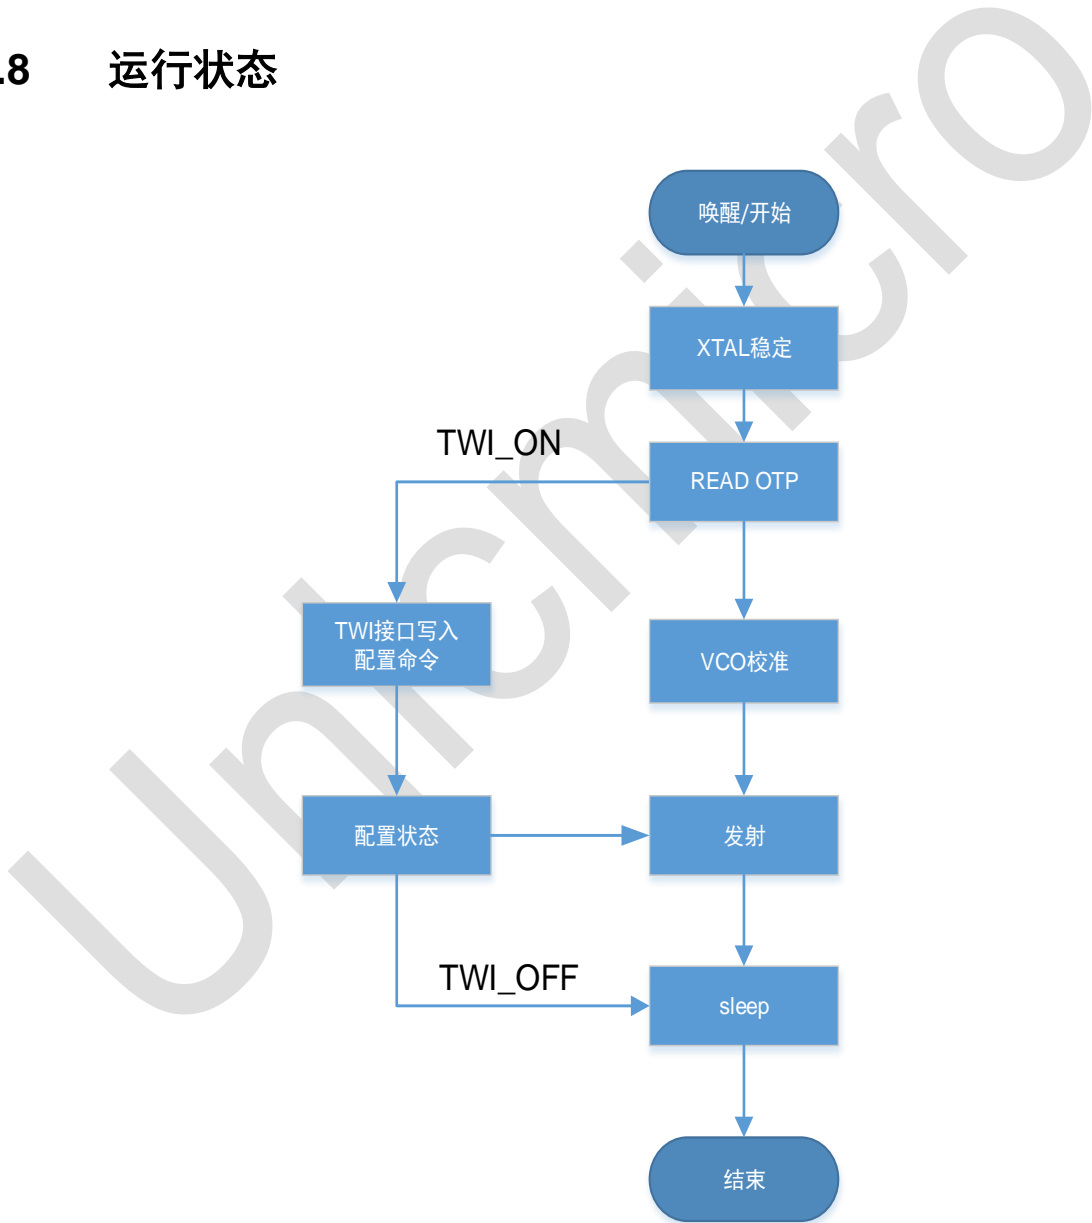 .8 运行状态
唤醒/开始
XTAL稳定
TWI_ON
READ OTP
TWI接口写入
配置命令
VCO校准
配置状态
发射
TWI_OFF
sleep
结束
Unicmicro